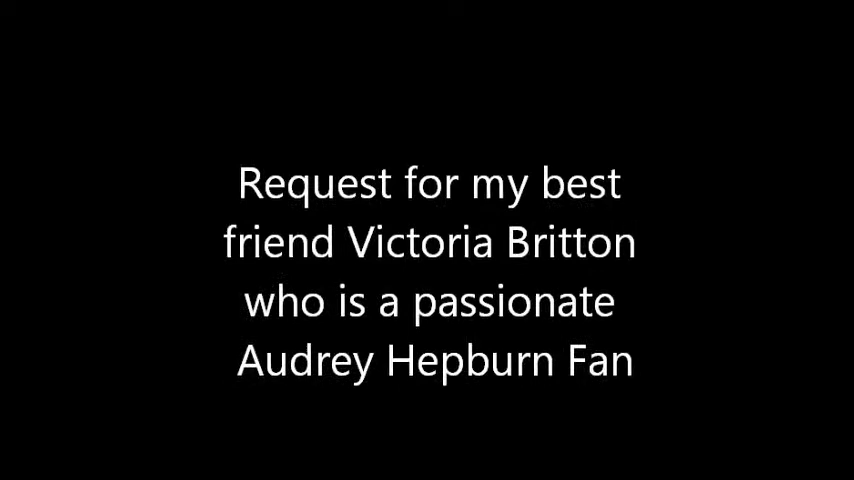 Request for my best
friend Victoria Britton
who is a passionate
Audrey Hepburn Fan